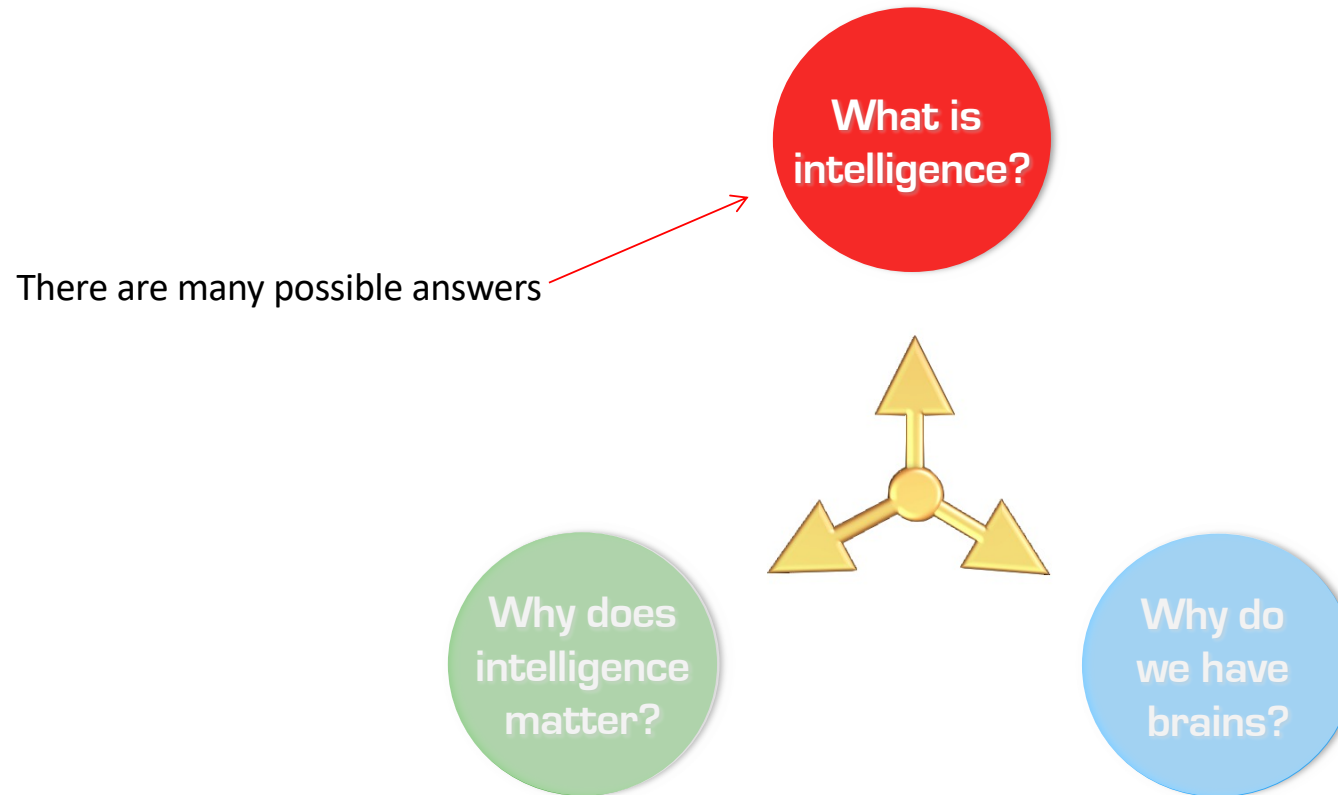 What is
intelligence?
There are many possible answers
Why does
intelligence
matter?
Why do
we have
brains?